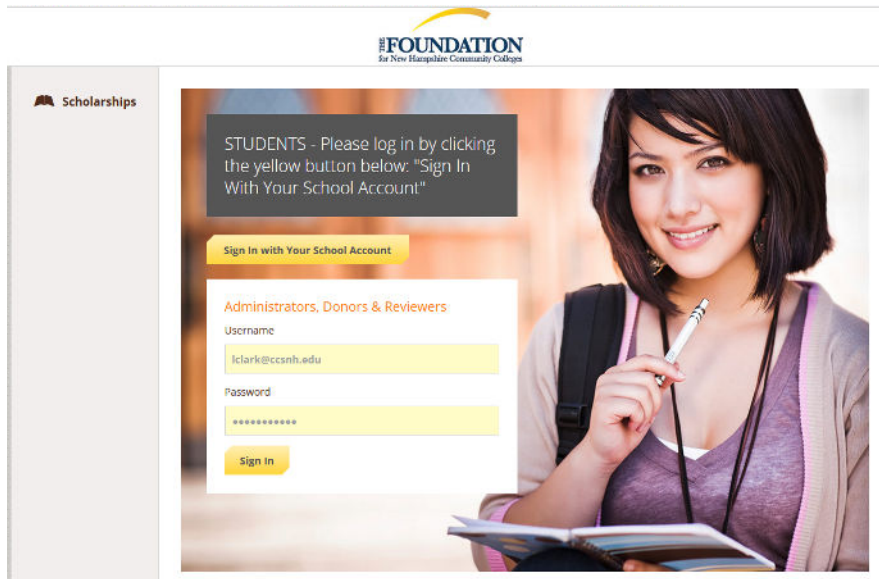 THE FOUNDATION
for New Hampshire Community Colleges
Scholarships
STUDENTS - Please log in by clicking
the yellow button below: "Sign In
With Your School Account"
Sign In with Your School Account
Administrators, Donors & Reviewers
Username
lclark@ccsnh.edu
Password
•••••••••••
Sign In